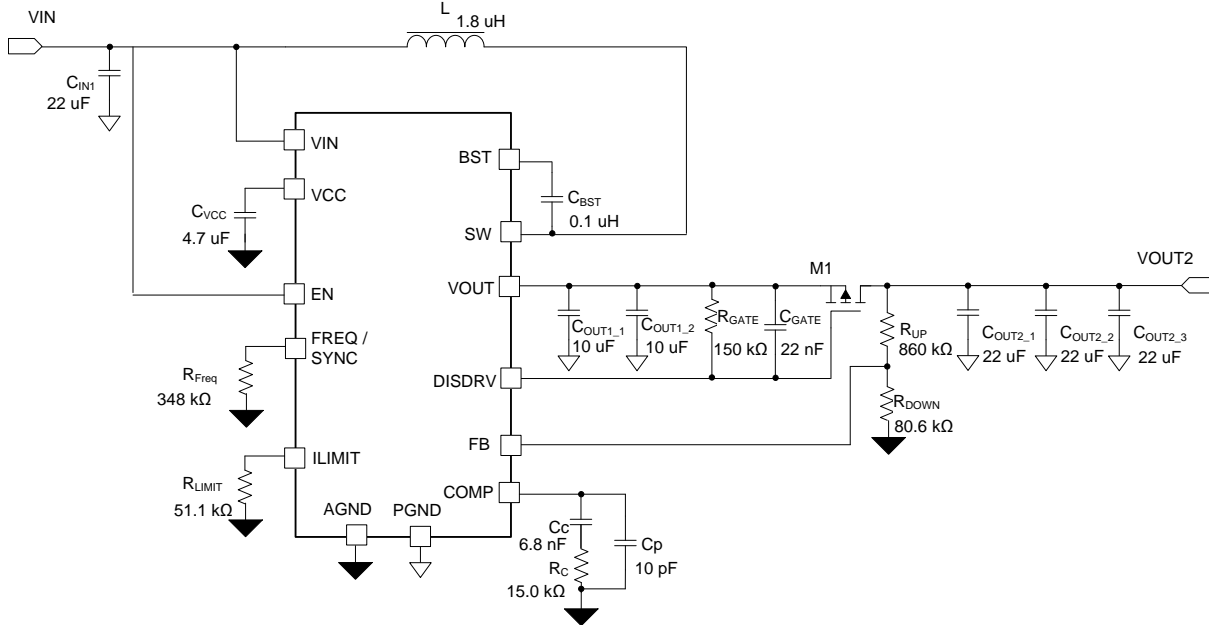 VIN
L
1.8 uH
CIN1
22 uF
VIN
BST
VCC
CBST
0.1 uH
CVCC
4.7 uF
SW
M1
VOUT2
VOUT
EN
COUT1_1
10 uF
COUT1_2
10 uF
RGATE
150 kΩ
CGATE
22 nF
RUP
860 kΩ
COUT2_1
22 uF
COUT2_2
22 uF
COUT2_3
22 uF
FREQ /
SYNC
RFreq
348 kΩ
DISDRV
RDOWN
80.6 kΩ
FB
ILIMIT
RLIMIT
51.1 kΩ
COMP
AGND
PGND
Cc
6.8 nF
Cp
10 pF
RC
15.0 kΩ